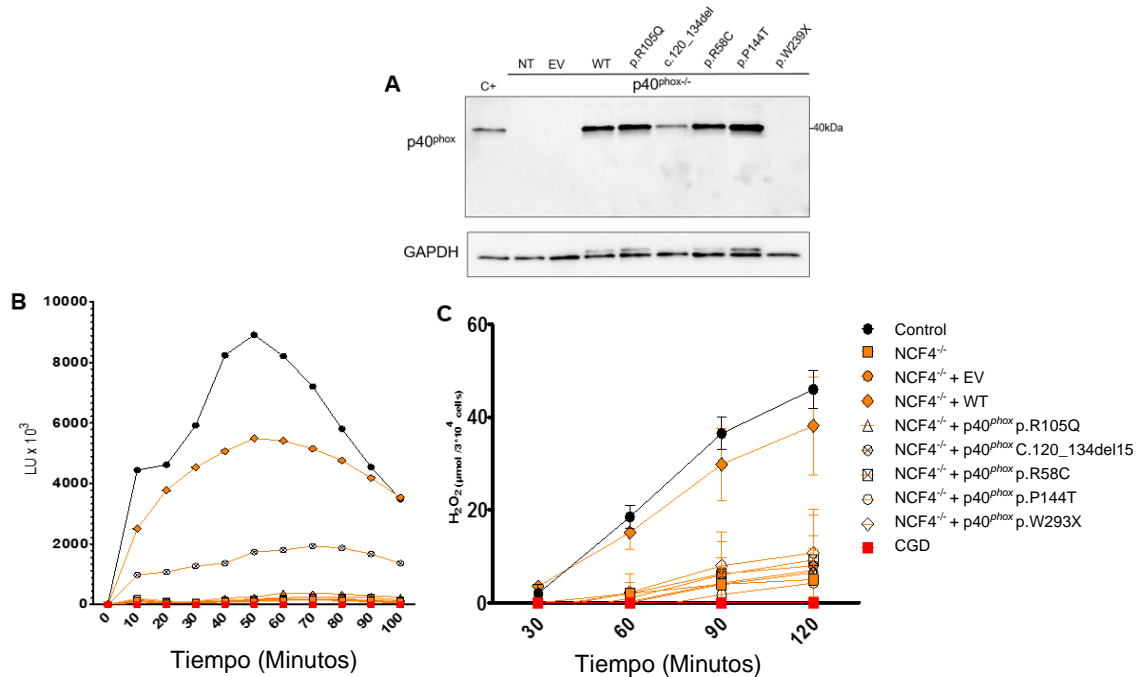 A
C+ NT EV WT p.R105Q c.120_134del p.R58C p.P144T p.W239X
p40phox-/-
p40phox
-40kDa
GAPDH
B
10000
8000
6000
4000
2000
0
LU x 10³
0 10 20 30 40 50 60 70 80 90 100
Tiempo (Minutos)
C
60
40
20
0
H₂O₂ (µmol /3*10⁻⁴ cells)
30 60 90 120
Tiempo (Minutos)
Control
NCF4-/-
NCF4-/- + EV
NCF4-/- + WT
NCF4-/- + p40phox p.R105Q
NCF4-/- + p40phox C.120_134del15
NCF4-/- + p40phox p.R58C
NCF4-/- + p40phox p.P144T
NCF4-/- + p40phox p.W293X
CGD